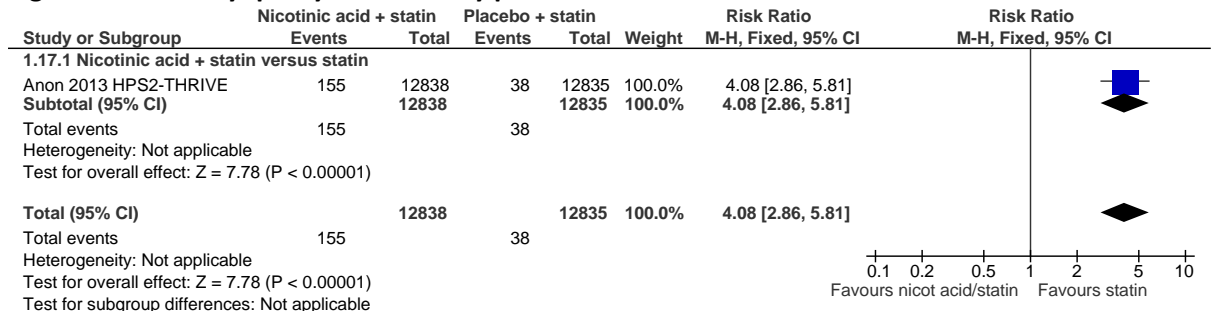 Nicotinic acid + statin Placebo + statin Risk Ratio Risk Ratio
Study or Subgroup Events Total Events Total Weight M-H, Fixed, 95% CI M-H, Fixed, 95% CI
1.17.1 Nicotinic acid + statin versus statin
Anon 2013 HPS2-THRIVE 155 12838 38 12835 100.0% 4.08 [2.86, 5.81]
Subtotal (95% CI) 12838 12835 100.0% 4.08 [2.86, 5.81]
Total events 155 38
Heterogeneity: Not applicable
Test for overall effect: Z = 7.78 (P < 0.00001)
Total (95% CI) 12838 12835 100.0% 4.08 [2.86, 5.81]
Total events 155 38
Heterogeneity: Not applicable
Test for overall effect: Z = 7.78 (P < 0.00001)
Test for subgroup differences: Not applicable
0.1 0.2 0.5 1 2 5 10
Favours nicot acid/statin Favours statin